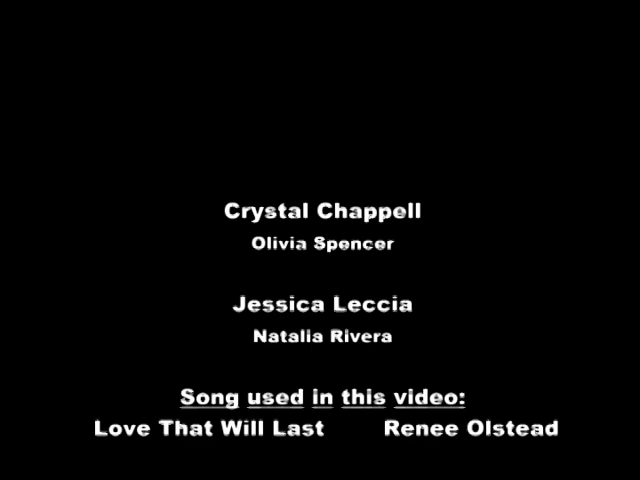 Crystal Chappell
Olivia Spencer
Jessica Leccia
Natalia Rivera
Song used in this video:
Love That Will Last Renee Olstead